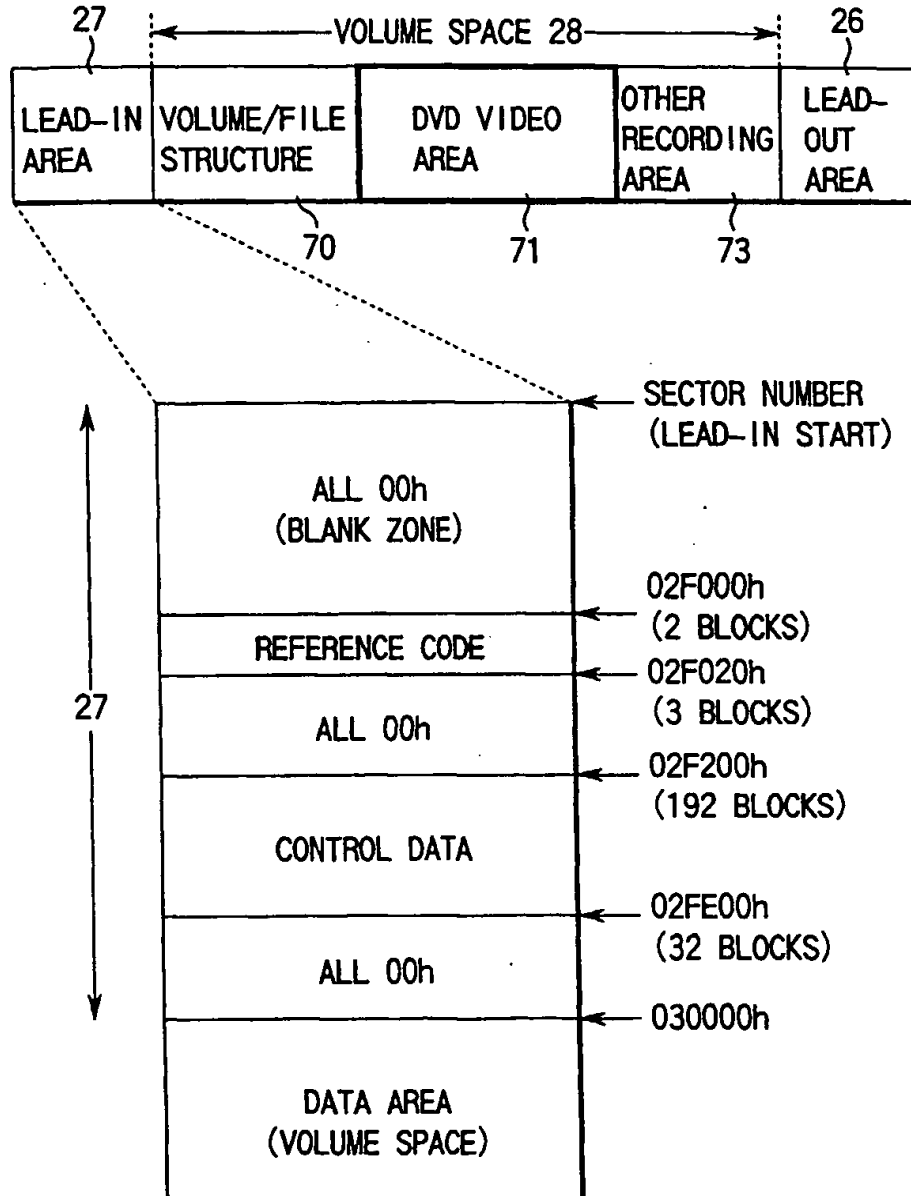 27
VOLUME SPACE 28
26
LEAD-IN AREA
VOLUME/FILE STRUCTURE
DVD VIDEO AREA
OTHER RECORDING AREA
LEAD-OUT AREA
70
71
73
SECTOR NUMBER
(LEAD-IN START)
ALL 00h
(BLANK ZONE)
02F000h
(2 BLOCKS)
REFERENCE CODE
02F020h
(3 BLOCKS)
27
ALL 00h
02F200h
(192 BLOCKS)
CONTROL DATA
02FE00h
(32 BLOCKS)
ALL 00h
030000h
DATA AREA
(VOLUME SPACE)